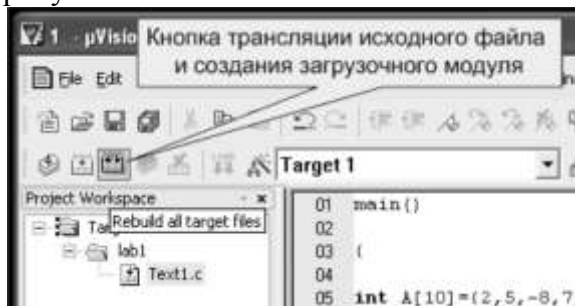 1 - µVisio
Кнопка трансляции исходного файла
и создания загрузочного модуля
File Edit
Target 1
Project Workspace
Rebuild all target files
lab1
Text1.c
01 main()
02
03 {
04
05 int A[10]={2,5,-8,7